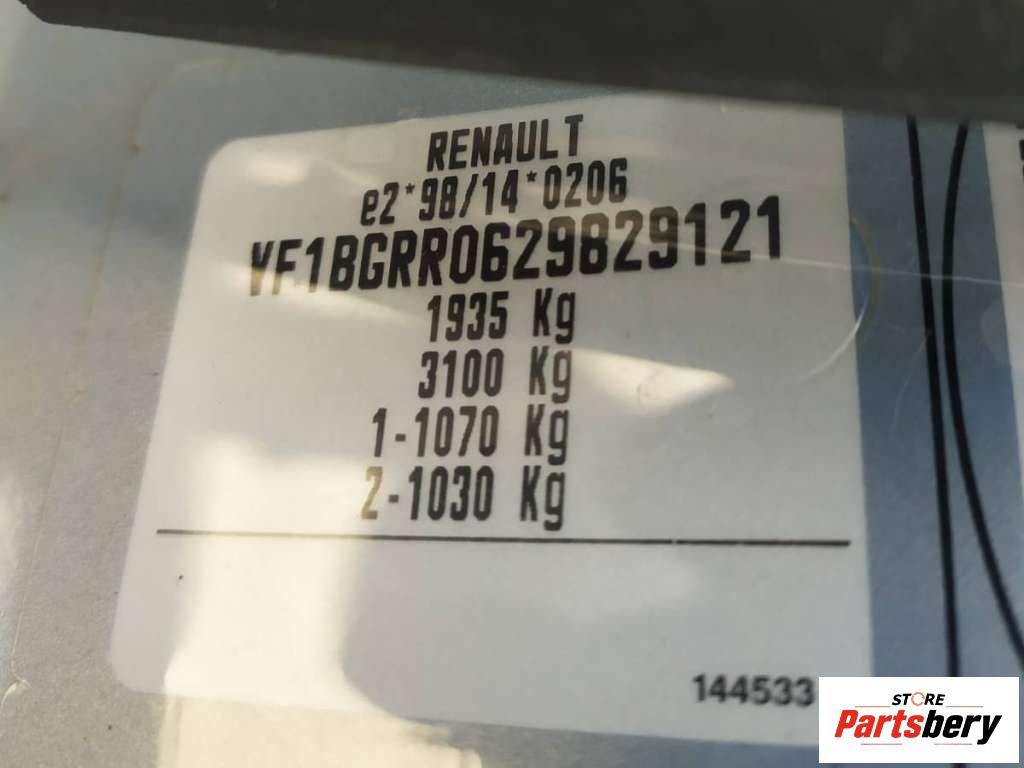 RENAULT
e2*98/14*0206
VF1BGRR0629829121
1935 Kg
3100 Kg
1-1070 Kg
2-1030 Kg
144533
STORE
Partsbery